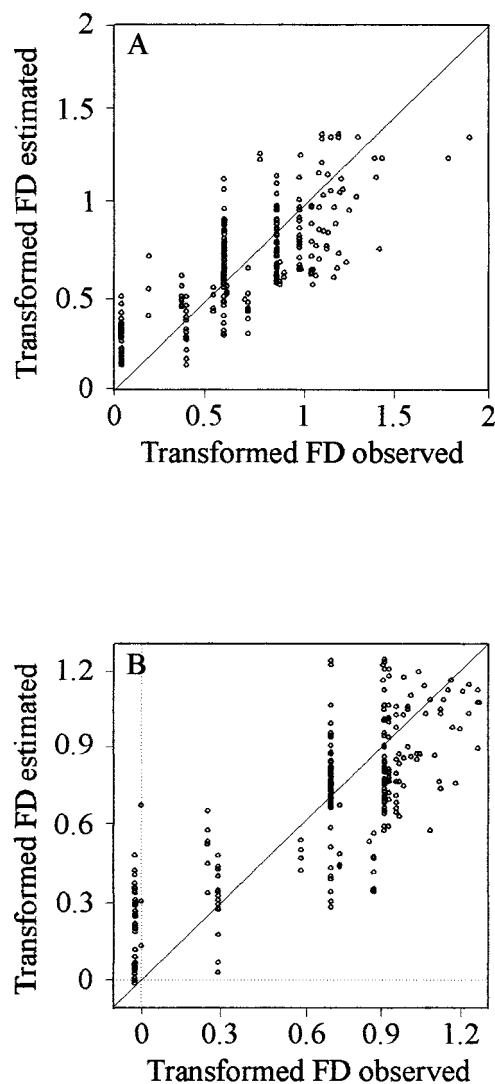 A
2
1.5
1
0.5
0
0 0.5 1 1.5 2
Transformed FD estimated
Transformed FD observed
B
1.2
0.9
0.6
0.3
0
0 0.3 0.6 0.9 1.2
Transformed FD estimated
Transformed FD observed